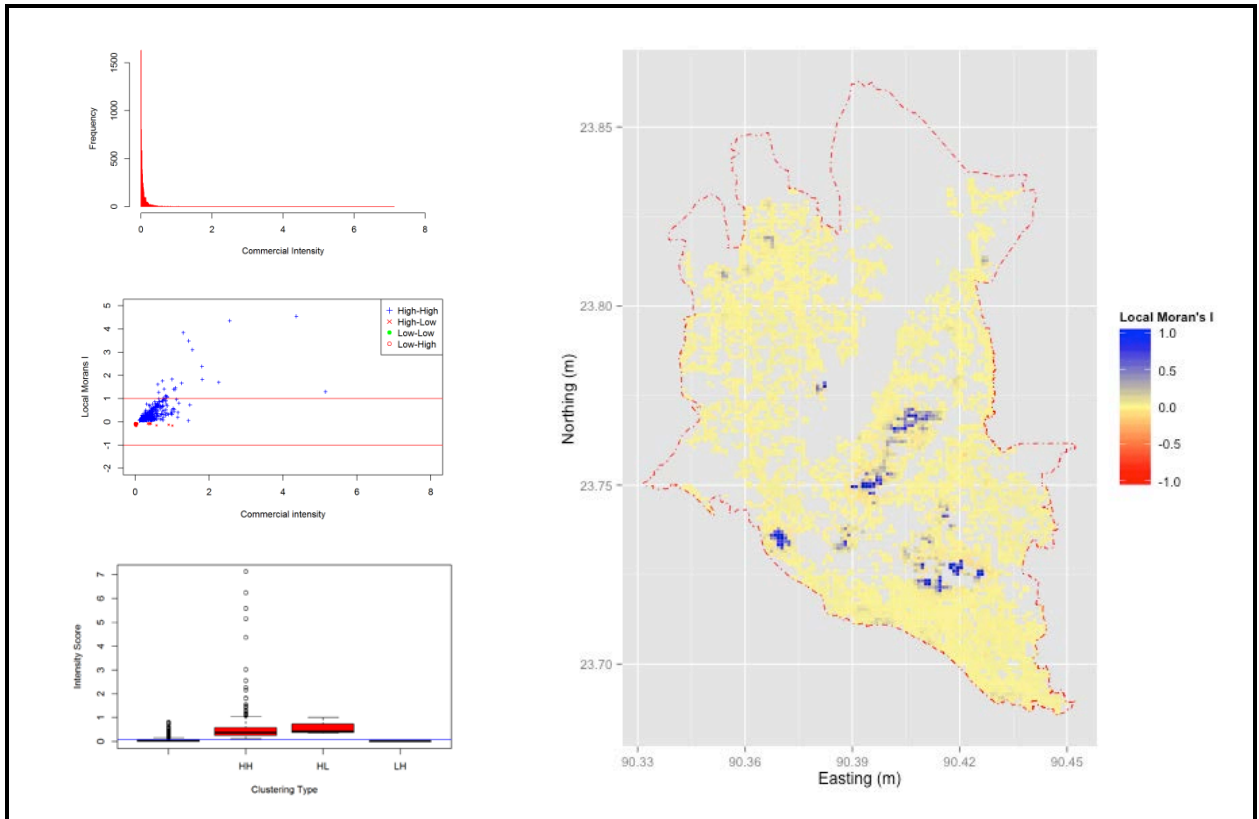 1500
1000
500
0
Frequency
0 2 4 6 8
Commercial Intensity
5
4
3
2
1
0
-1
-2
Local Morans I
High-High
High-Low
Low-Low
Low-High
0 2 4 6 8
Commercial intensity
7
6
5
4
3
2
1
0
Intensity Score
HH HL LH
Clustering Type
23.85
23.80
23.75
23.70
Northing (m)
90.33 90.36 90.39 90.42 90.45
Easting (m)
Local Moran's I
1.0
0.5
0.0
-0.5
-1.0